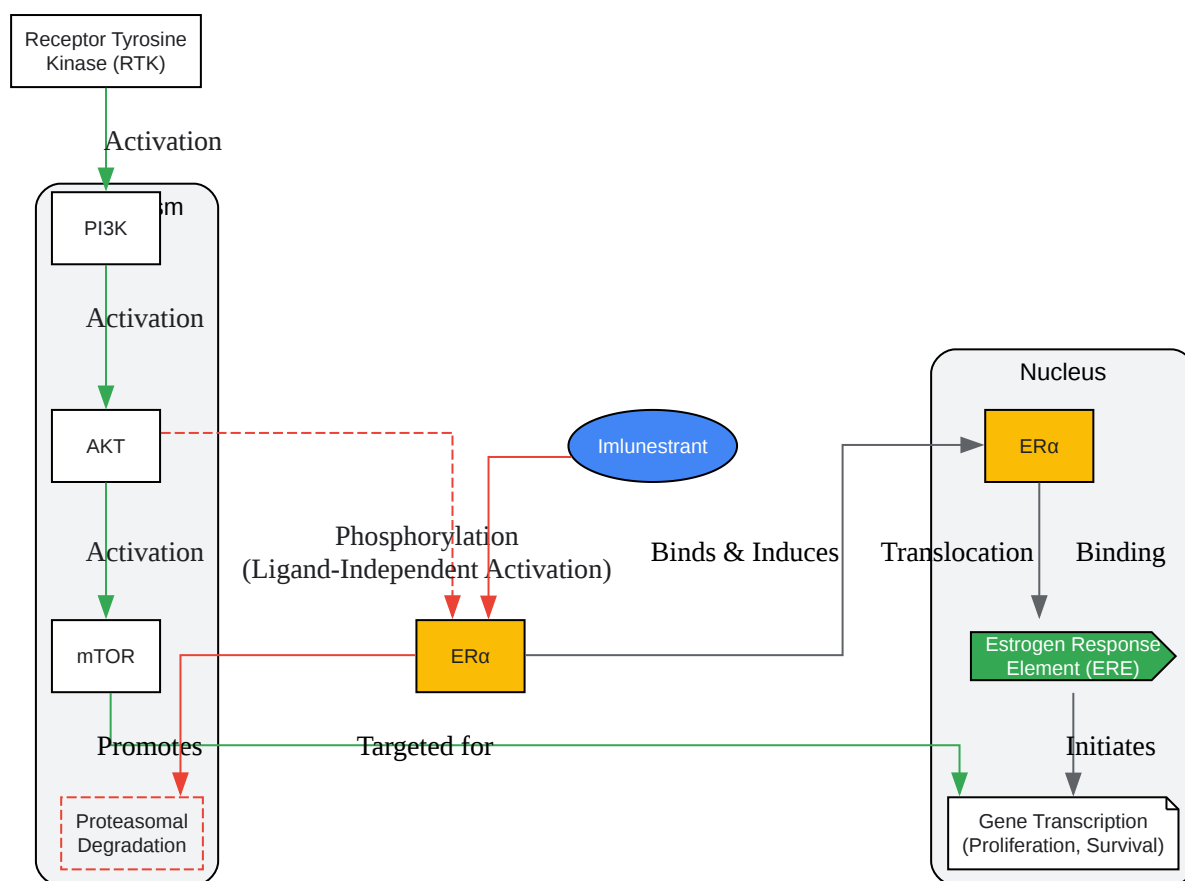 Receptor Tyrosine
Kinase (RTK)
Activation
PI3K
Activation
Nucleus
AKT
Imlunestrant
ERα
Activation
Phosphorylation
(Ligand-Independent Activation)
Binds & Induces
Translocation
Binding
mTOR
ERα
Estrogen Response
Element (ERE)
Promotes
Targeted for
Initiates
Proteasomal
Degradation
Gene Transcription
(Proliferation, Survival)